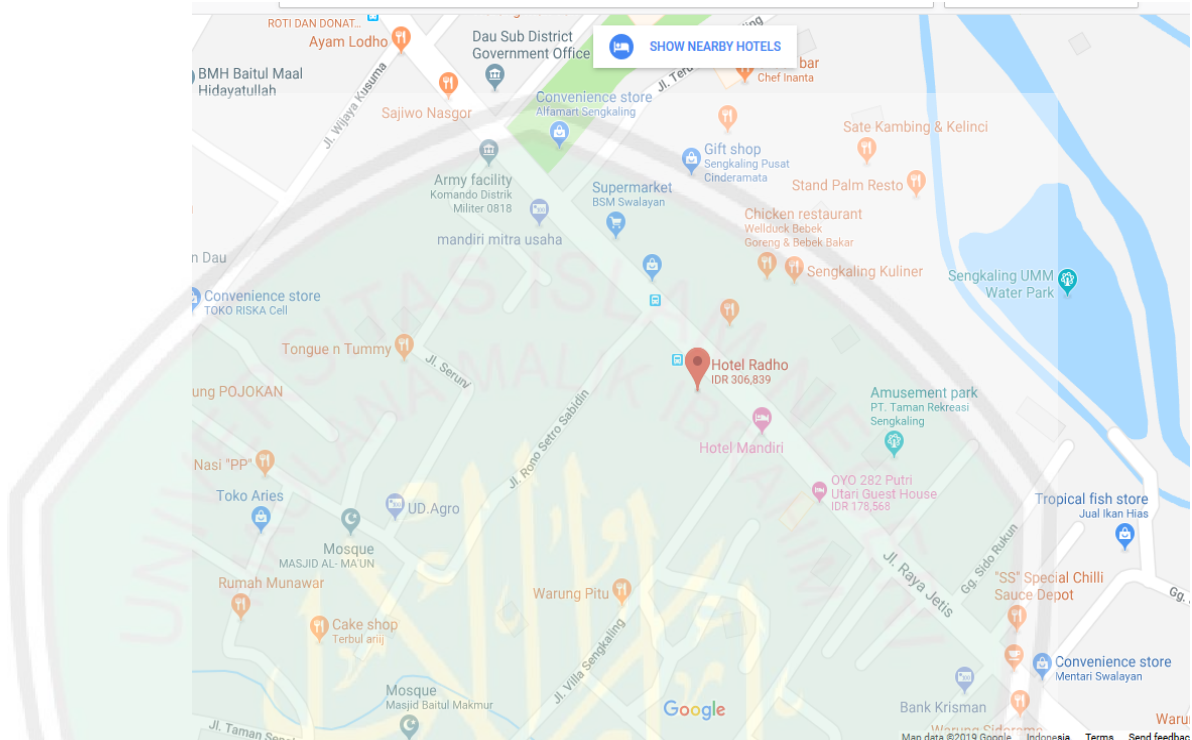 ROTI DAN DONAT...
Ayam Lodho
Dau Sub District
Government Office
SHOW NEARBY HOTELS
bar
Chef Inanta
BMH Baitul Maal
Hidayatullah
Jl. Wijaya Kusuma
Sajiwo Nasgor
Convenience store
Alfamart Sengkaling
Gift shop
Sengkaling Pusat
Cinderamata
Sate Kambing & Kelinci
Stand Palm Resto
Army facility
Komando Distrik
Militer 0818
Supermarket
BSM Swalayan
mandiri mitra usaha
Chicken restaurant
Wellduck Bebek
Goreng & Bebek Bakar
Sengkaling Kuliner
n Dau
Convenience store
TOKO RISKA Cell
Sengkaling UMM
Water Park
Tongue n Tummy
Jl. Seruni
Hotel Radho
IDR 306,839
ung POJOKAN
Amusement park
PT. Taman Rekreasi
Sengkaling
Jl. Rono Setro Sabidin
Hotel Mandiri
Nasi "PP"
OYO 282 Putri
Utari Guest House
IDR 178,568
Toko Aries
UD.Agro
Tropical fish store
Jual Ikan Hias
Mosque
MASJID AL- MA'UN
Jl. Raya Jetis
Gg. Sido Rukun
Rumah Munawar
Warung Pitu
"SS" Special Chilli
Sauce Depot
Gg.
Cake shop
Terbul arij
Jl. Villa Sengkaling
Convenience store
Mentari Swalayan
Mosque
Masjid Baitul Makmur
Bank Krisman
Google
Jl. Taman
Warung Sidoromo
Map data ©2019 Google
Indonesia
Terms
Send feedbac